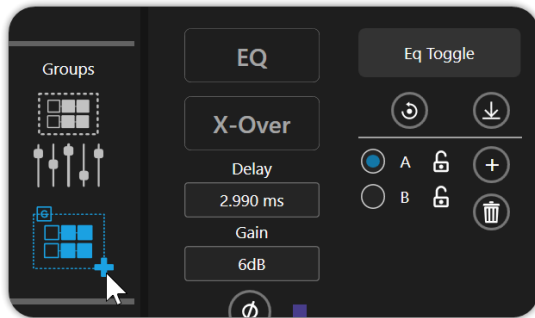 Groups
G
EQ
X-Over
Delay
2.990 ms
Gain
6dB
Eq Toggle
A
B